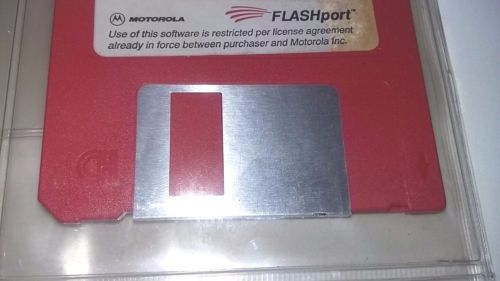 MOTOROLA FLASHport™
Use of this software is restricted per license agreement
already in force between purchaser and Motorola Inc.